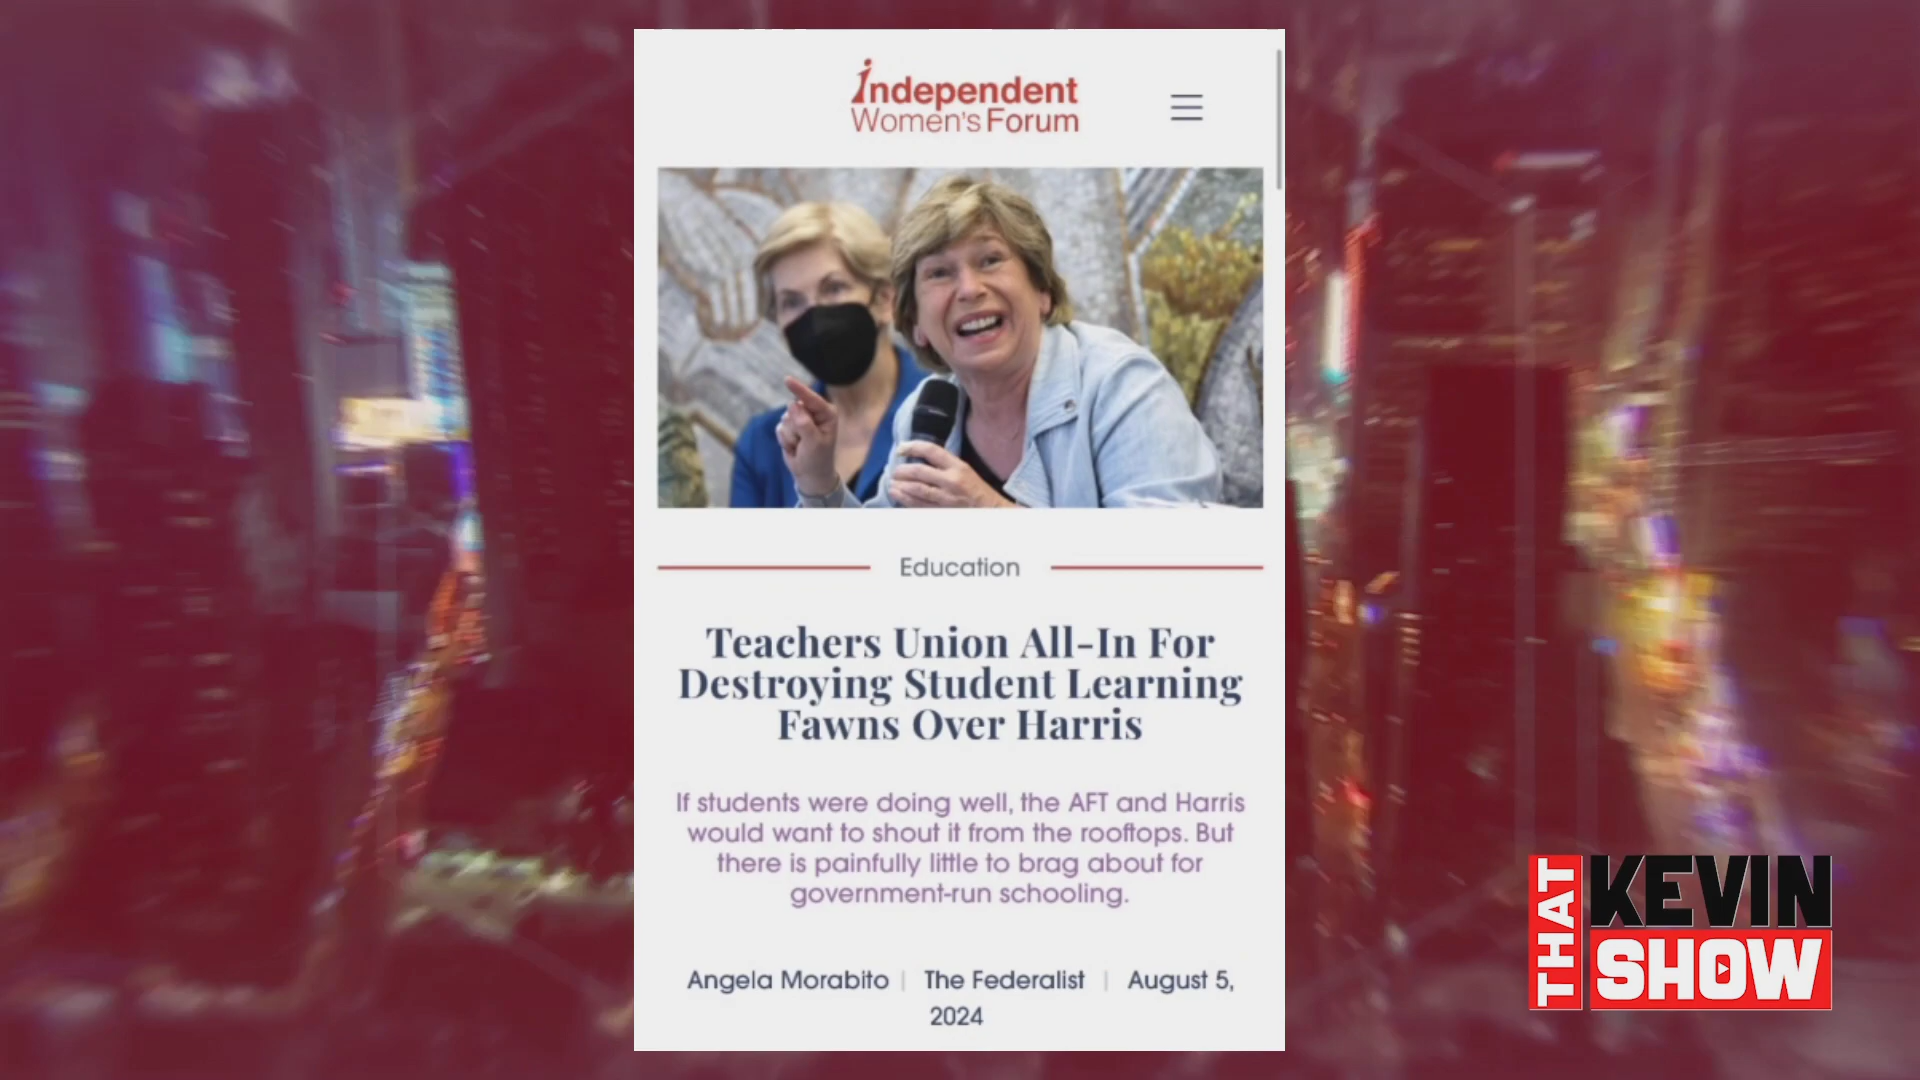 Independent
Women's Forum
Education
Teachers Union All-In For
Destroying Student Learning
Fawns Over Harris
If students were doing well, the AFT and Harris
would want to shout it from the rooftops. But
there is painfully little to brag about for
government-run schooling.
Angela Morabito | The Federalist | August 5,
2024
THAT
KEVIN
SHOW